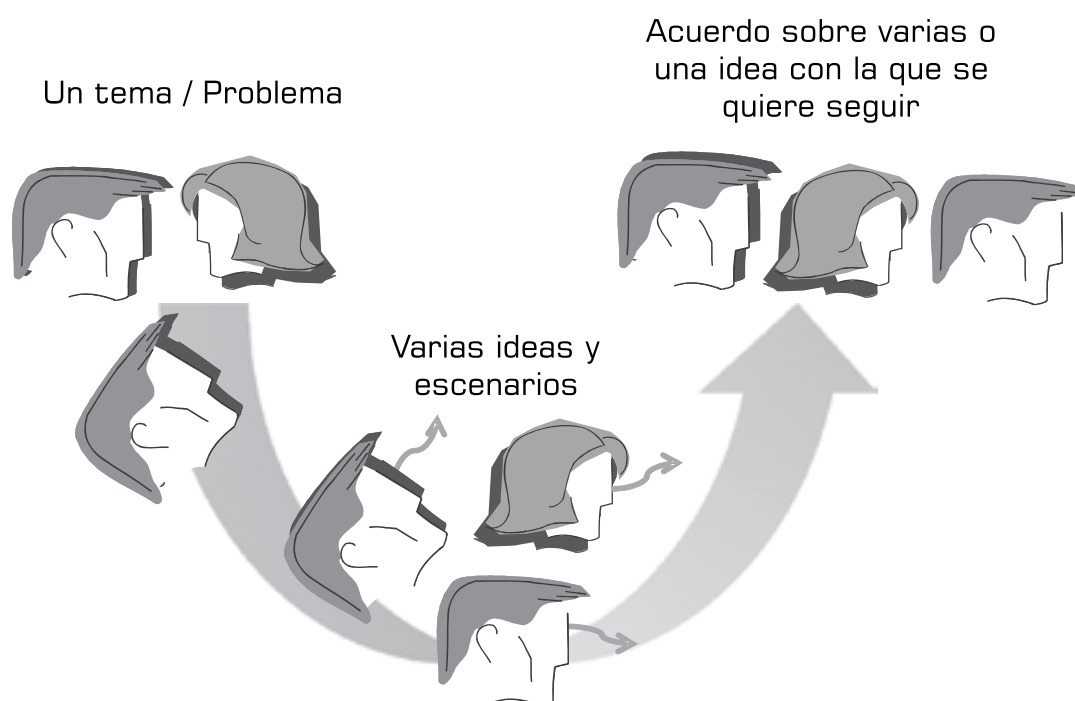 Un tema / Problema
Acuerdo sobre varias o
una idea con la que se
quiere seguir
Varias ideas y
escenarios